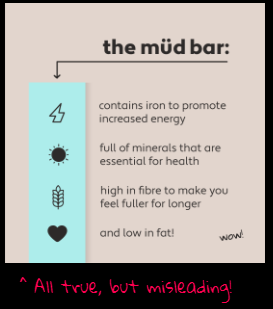 the müd bar:
contains iron to promote
increased energy
full of minerals that are
essential for health
high in fibre to make you
feel fuller for longer
and low in fat!
wow!
^ All true, but misleading!